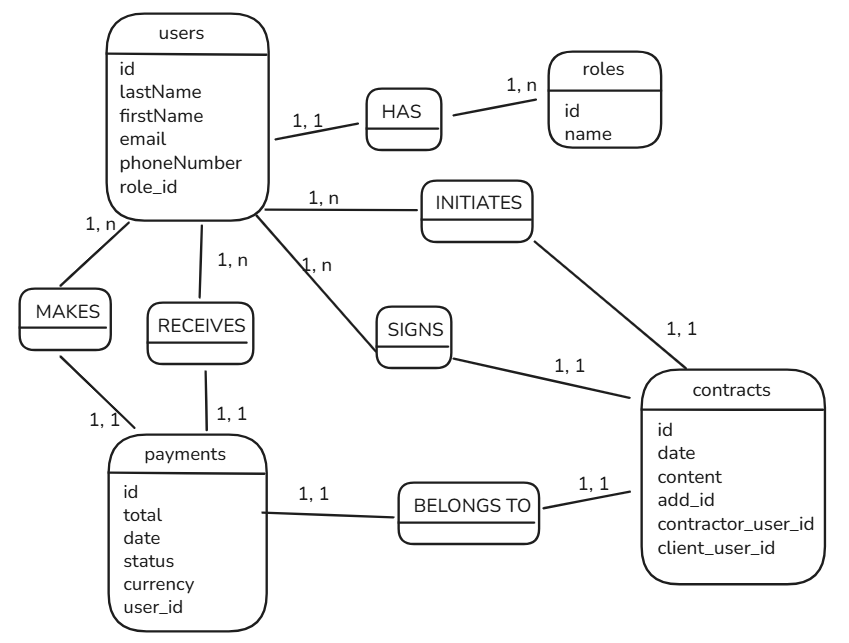 users
id
lastName
firstName
email
phoneNumber
role_id
1, 1
HAS
1, n
roles
id
name
1, n
INITIATES
1, 1
1, n
SIGNS
1, 1
1, n
MAKES
1, 1
1, n
RECEIVES
1, 1
contracts
id
date
content
add_id
contractor_user_id
client_user_id
payments
id
total
date
status
currency
user_id
1, 1
BELONGS TO
1, 1